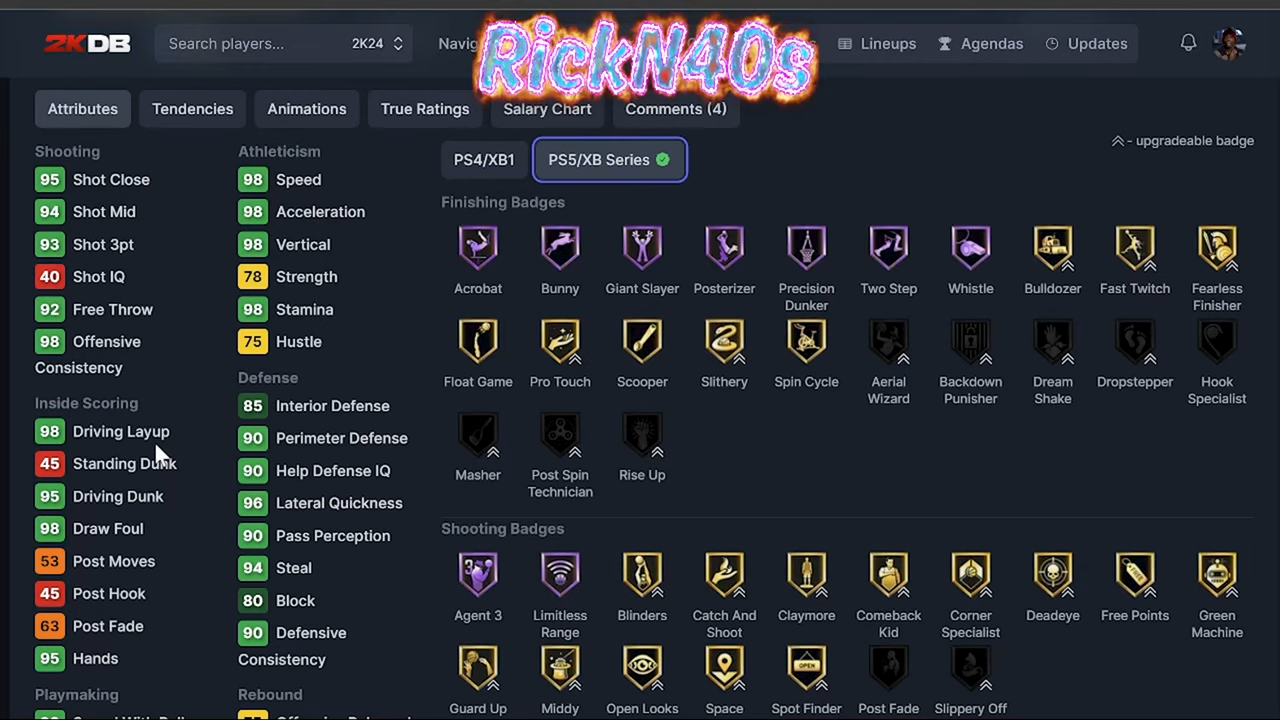 2KDB
Search players...
2K24
Navig
RickN40s
Lineups
Agendas
Updates
Attributes
Tendencies
Animations
True Ratings
Salary Chart
Comments (4)
PS4/XB1
PS5/XB Series
- upgradeable badge
Shooting
95 Shot Close
94 Shot Mid
93 Shot 3pt
40 Shot IQ
92 Free Throw
98 Offensive
Consistency
Inside Scoring
98 Driving Layup
45 Standing Dunk
95 Driving Dunk
98 Draw Foul
53 Post Moves
45 Post Hook
63 Post Fade
95 Hands
Playmaking
Athleticism
98 Speed
98 Acceleration
98 Vertical
78 Strength
98 Stamina
75 Hustle
Defense
85 Interior Defense
90 Perimeter Defense
90 Help Defense IQ
96 Lateral Quickness
90 Pass Perception
94 Steal
80 Block
90 Defensive
Consistency
Rebound
Finishing Badges
Acrobat
Bunny
Giant Slayer
Posterizer
Precision
Dunker
Two Step
Whistle
Bulldozer
Fast Twitch
Fearless
Finisher
Float Game
Pro Touch
Scooper
Slithery
Spin Cycle
Aerial
Wizard
Backdown
Punisher
Dream
Shake
Dropstepper
Hook
Specialist
Masher
Post Spin
Technician
Rise Up
Shooting Badges
Agent 3
Limitless
Range
Blinders
Catch And
Shoot
Claymore
Comeback
Kid
Corner
Specialist
Deadeye
Free Points
Green
Machine
Guard Up
Middy
Open Looks
Space
Spot Finder
Post Fade
Slippery Off